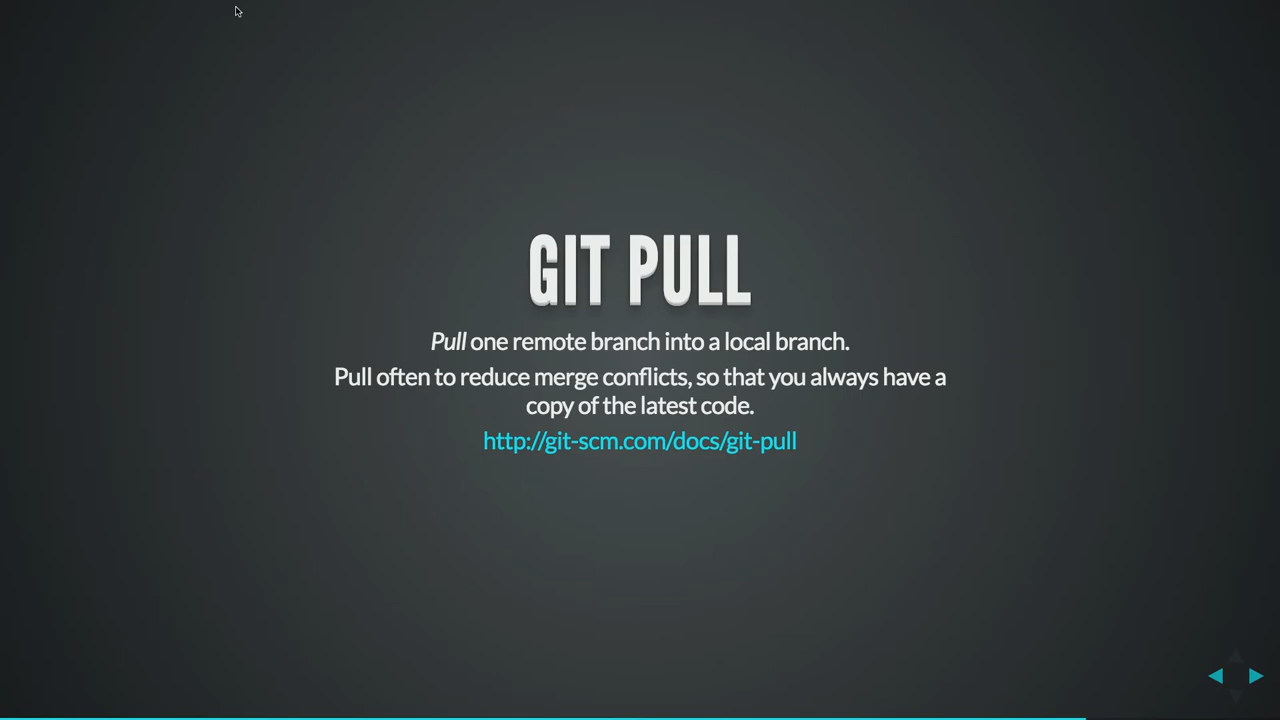 GIT PULL
Pull one remote branch into a local branch.
Pull often to reduce merge conflicts, so that you always have a
copy of the latest code.
http://git-scm.com/docs/git-pull